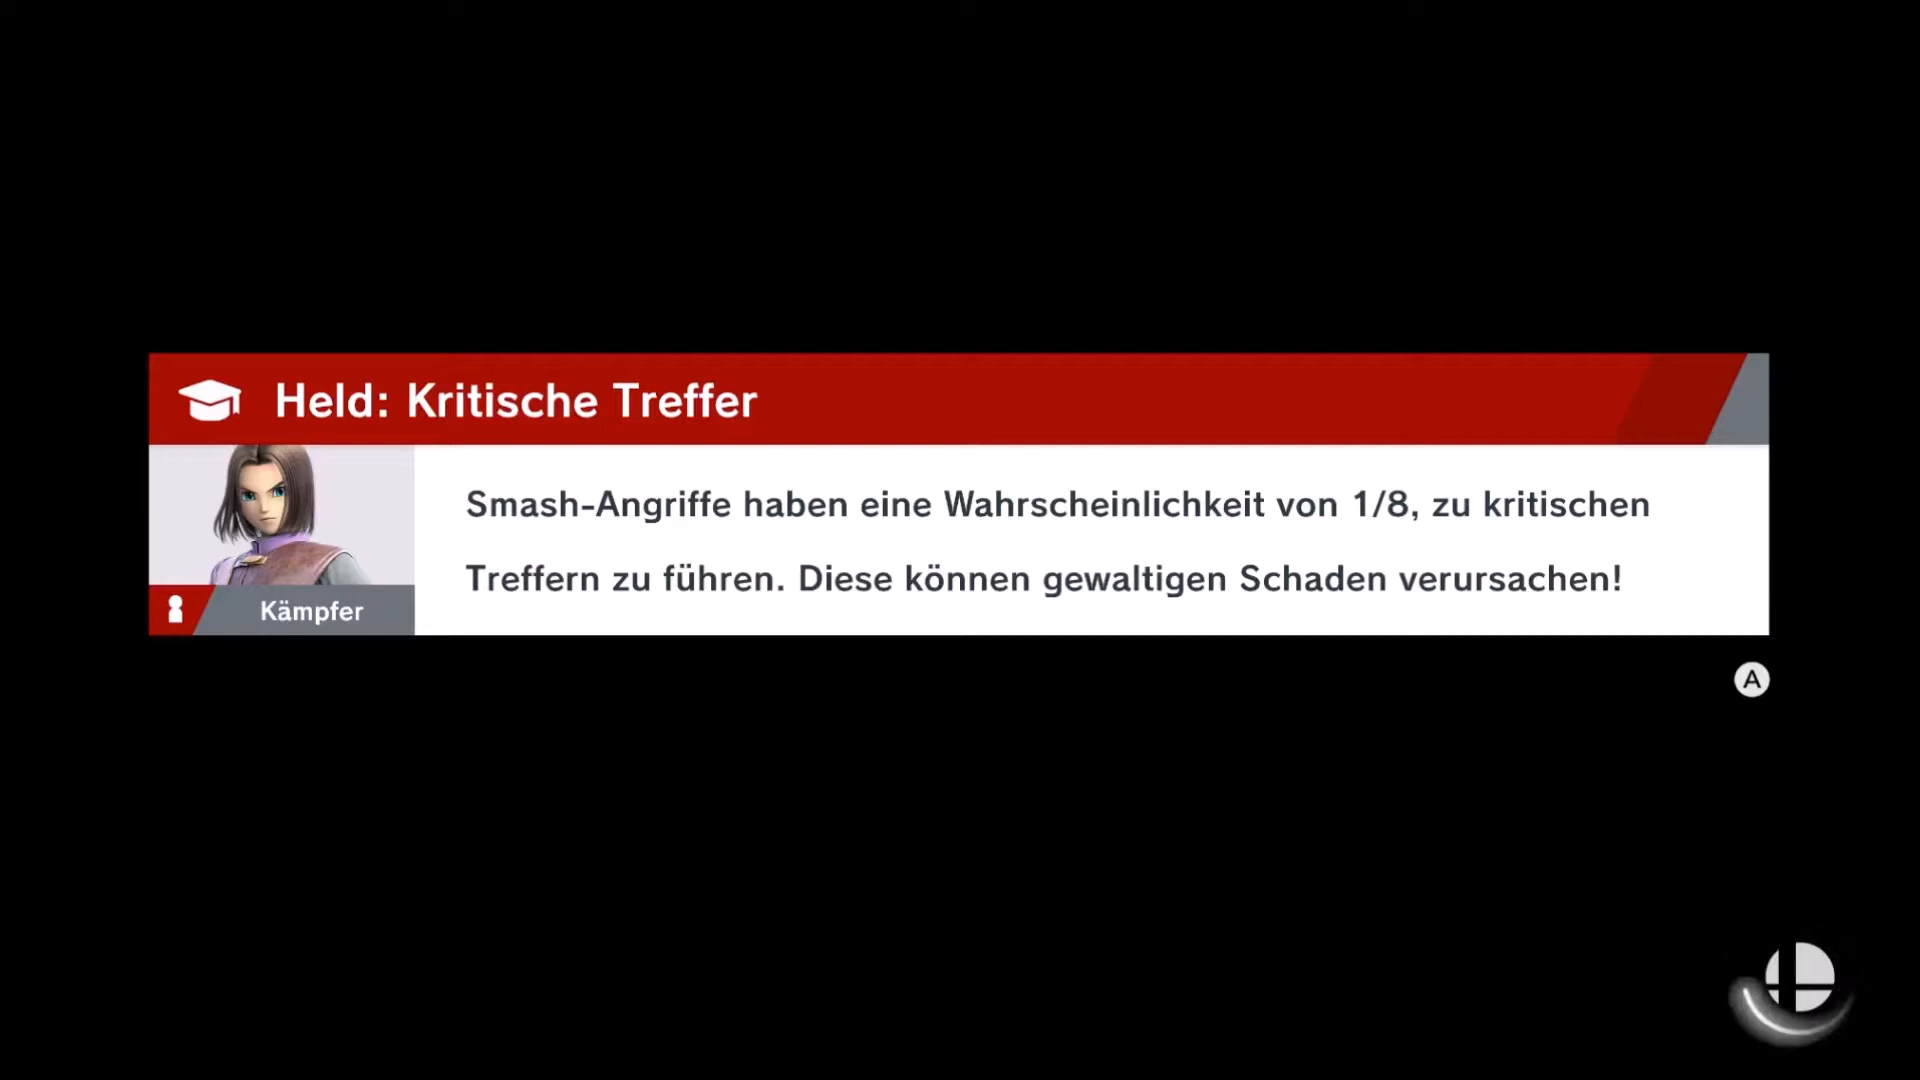 Held: Kritische Treffer
Smash-Angriffe haben eine Wahrscheinlichkeit von 1/8, zu kritischen
Treffern zu führen. Diese können gewaltigen Schaden verursachen!
Kämpfer
A